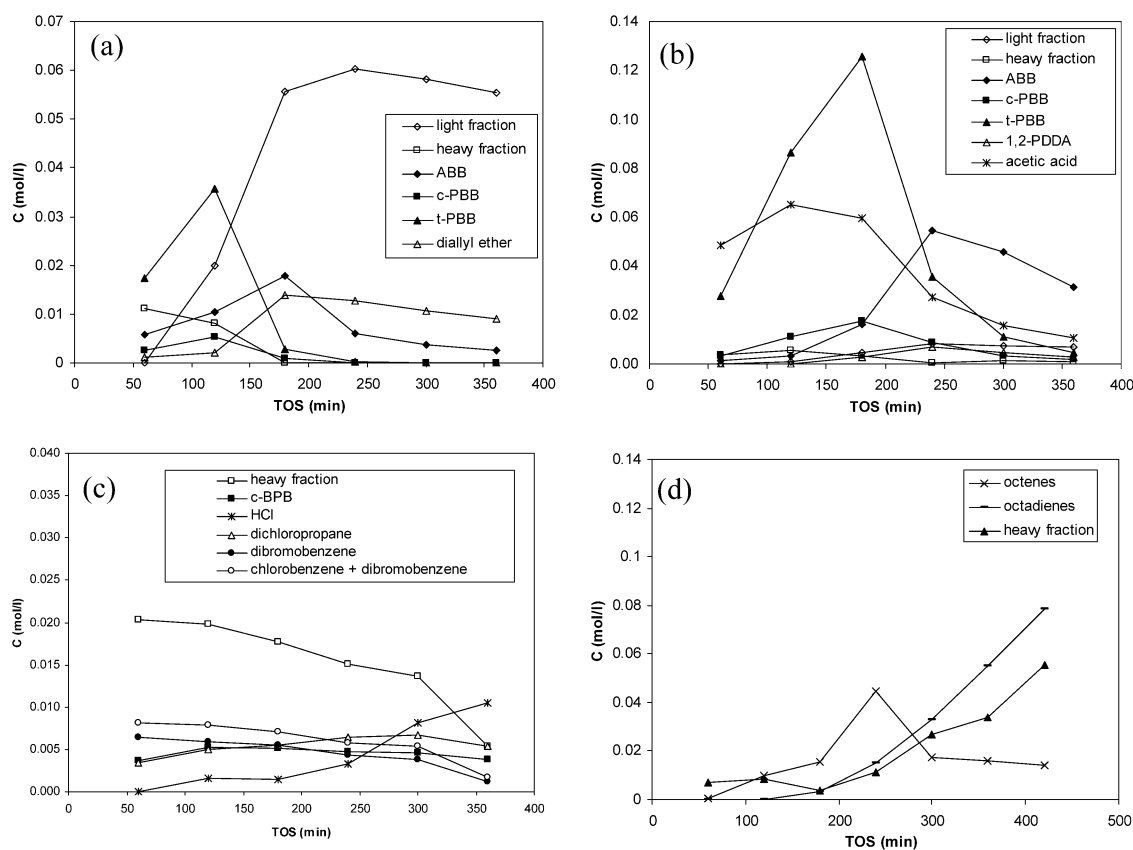 (a)
0.07
0.06
0.05
0.04
0.03
0.02
0.01
0
C (mol/l)
0 50 100 150 200 250 300 350 400
TOS (min)
light fraction
heavy fraction
ABB
c-PBB
t-PBB
diallyl ether
(b)
0.14
0.12
0.10
0.08
0.06
0.04
0.02
0.00
C (mol/l)
0 50 100 150 200 250 300 350 400
TOS (min)
light fraction
heavy fraction
ABB
c-PBB
t-PBB
1,2-PDDA
acetic acid
(c)
0.040
0.035
0.030
0.025
0.020
0.015
0.010
0.005
0.000
C (mol/l)
0 50 100 150 200 250 300 350 400
TOS (min)
heavy fraction
c-BPB
HCl
dichloropropane
dibromobenzene
chlorobenzene + dibromobenzene
(d)
0.14
0.12
0.1
0.08
0.06
0.04
0.02
0
C (mol/l)
0 100 200 300 400 500
TOS (min)
octenes
octadienes
heavy fraction